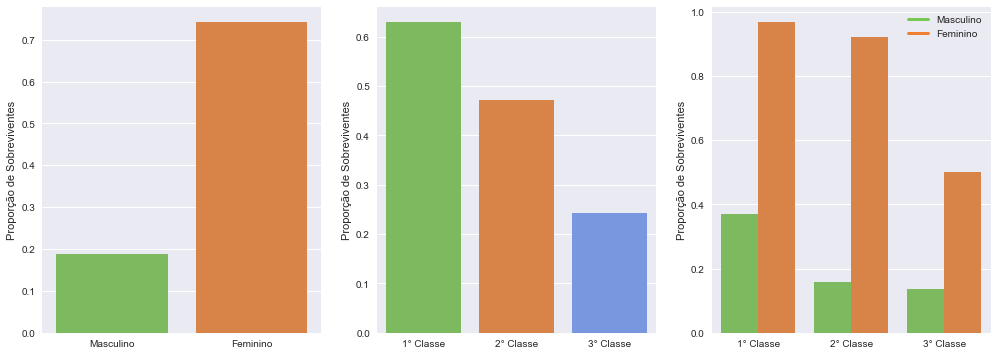 Proporção de Sobreviventes
0.7
0.6
0.5
0.4
0.3
0.2
0.1
0.0
Masculino Feminino
Proporção de Sobreviventes
0.6
0.5
0.4
0.3
0.2
0.1
0.0
1° Classe 2° Classe 3° Classe
Proporção de Sobreviventes
1.0
0.8
0.6
0.4
0.2
0.0
1° Classe 2° Classe 3° Classe
Masculino
Feminino